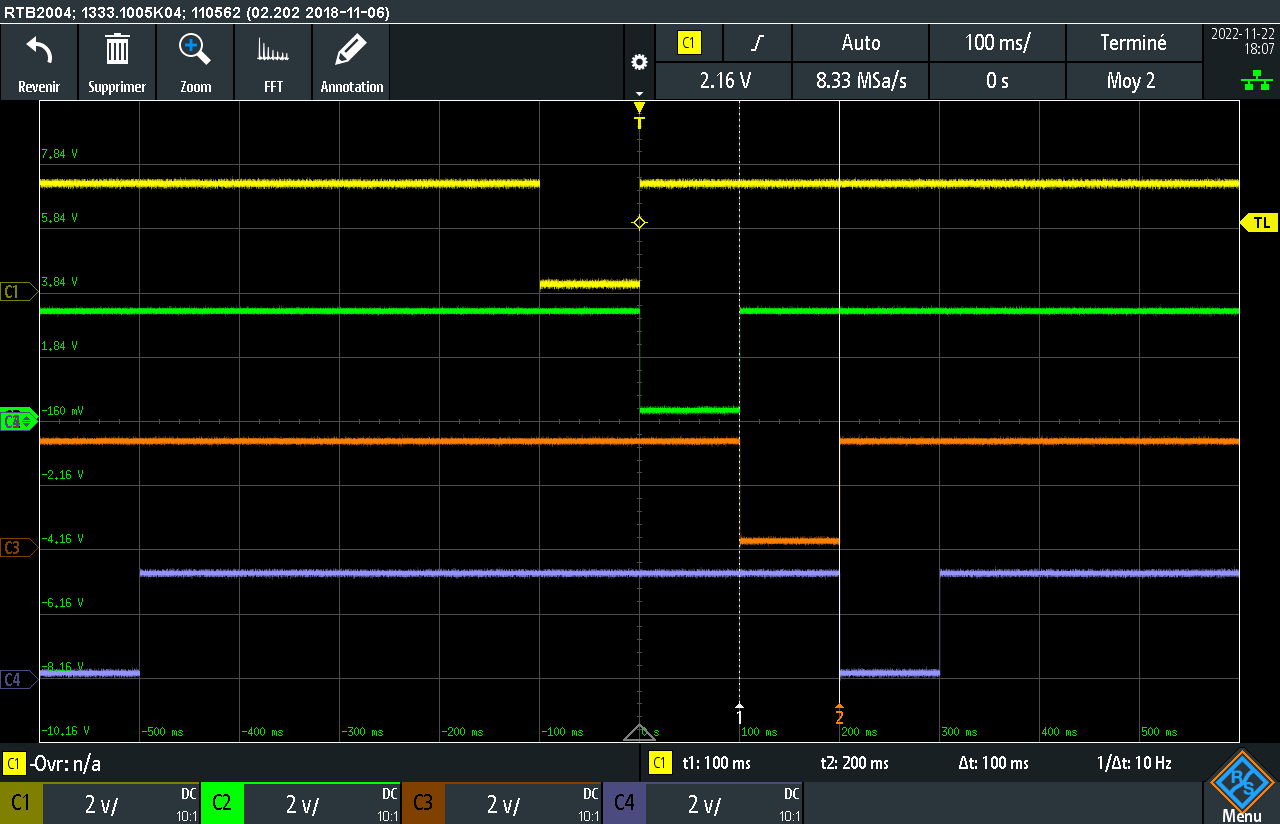 RTB2004; 1333.1005K04; 110562 (02.202 2018-11-06)
Revenir
Supprimer
Zoom
FFT
Annotation
C1
Auto
100 ms/
Terminé
2.16 V
8.33 MSa/s
0 s
Moy 2
2022-11-22
18:07
T
7.84 V
5.84 V
TL
3.84 V
C1
1.84 V
-160 mV
-2.16 V
-4.16 V
C3
-6.16 V
-8.16 V
C4
1
2
-10.16 V
-500 ms
-400 ms
-300 ms
-200 ms
-100 ms
0 s
100 ms
200 ms
300 ms
400 ms
500 ms
C1 -Ovr: n/a
C1 t1: 100 ms t2: 200 ms Δt: 100 ms 1/Δt: 10 Hz
C1 2 V/ DC 10:1
C2 2 V/ DC 10:1
C3 2 V/ DC 10:1
C4 2 V/ DC 10:1
R S
Menu